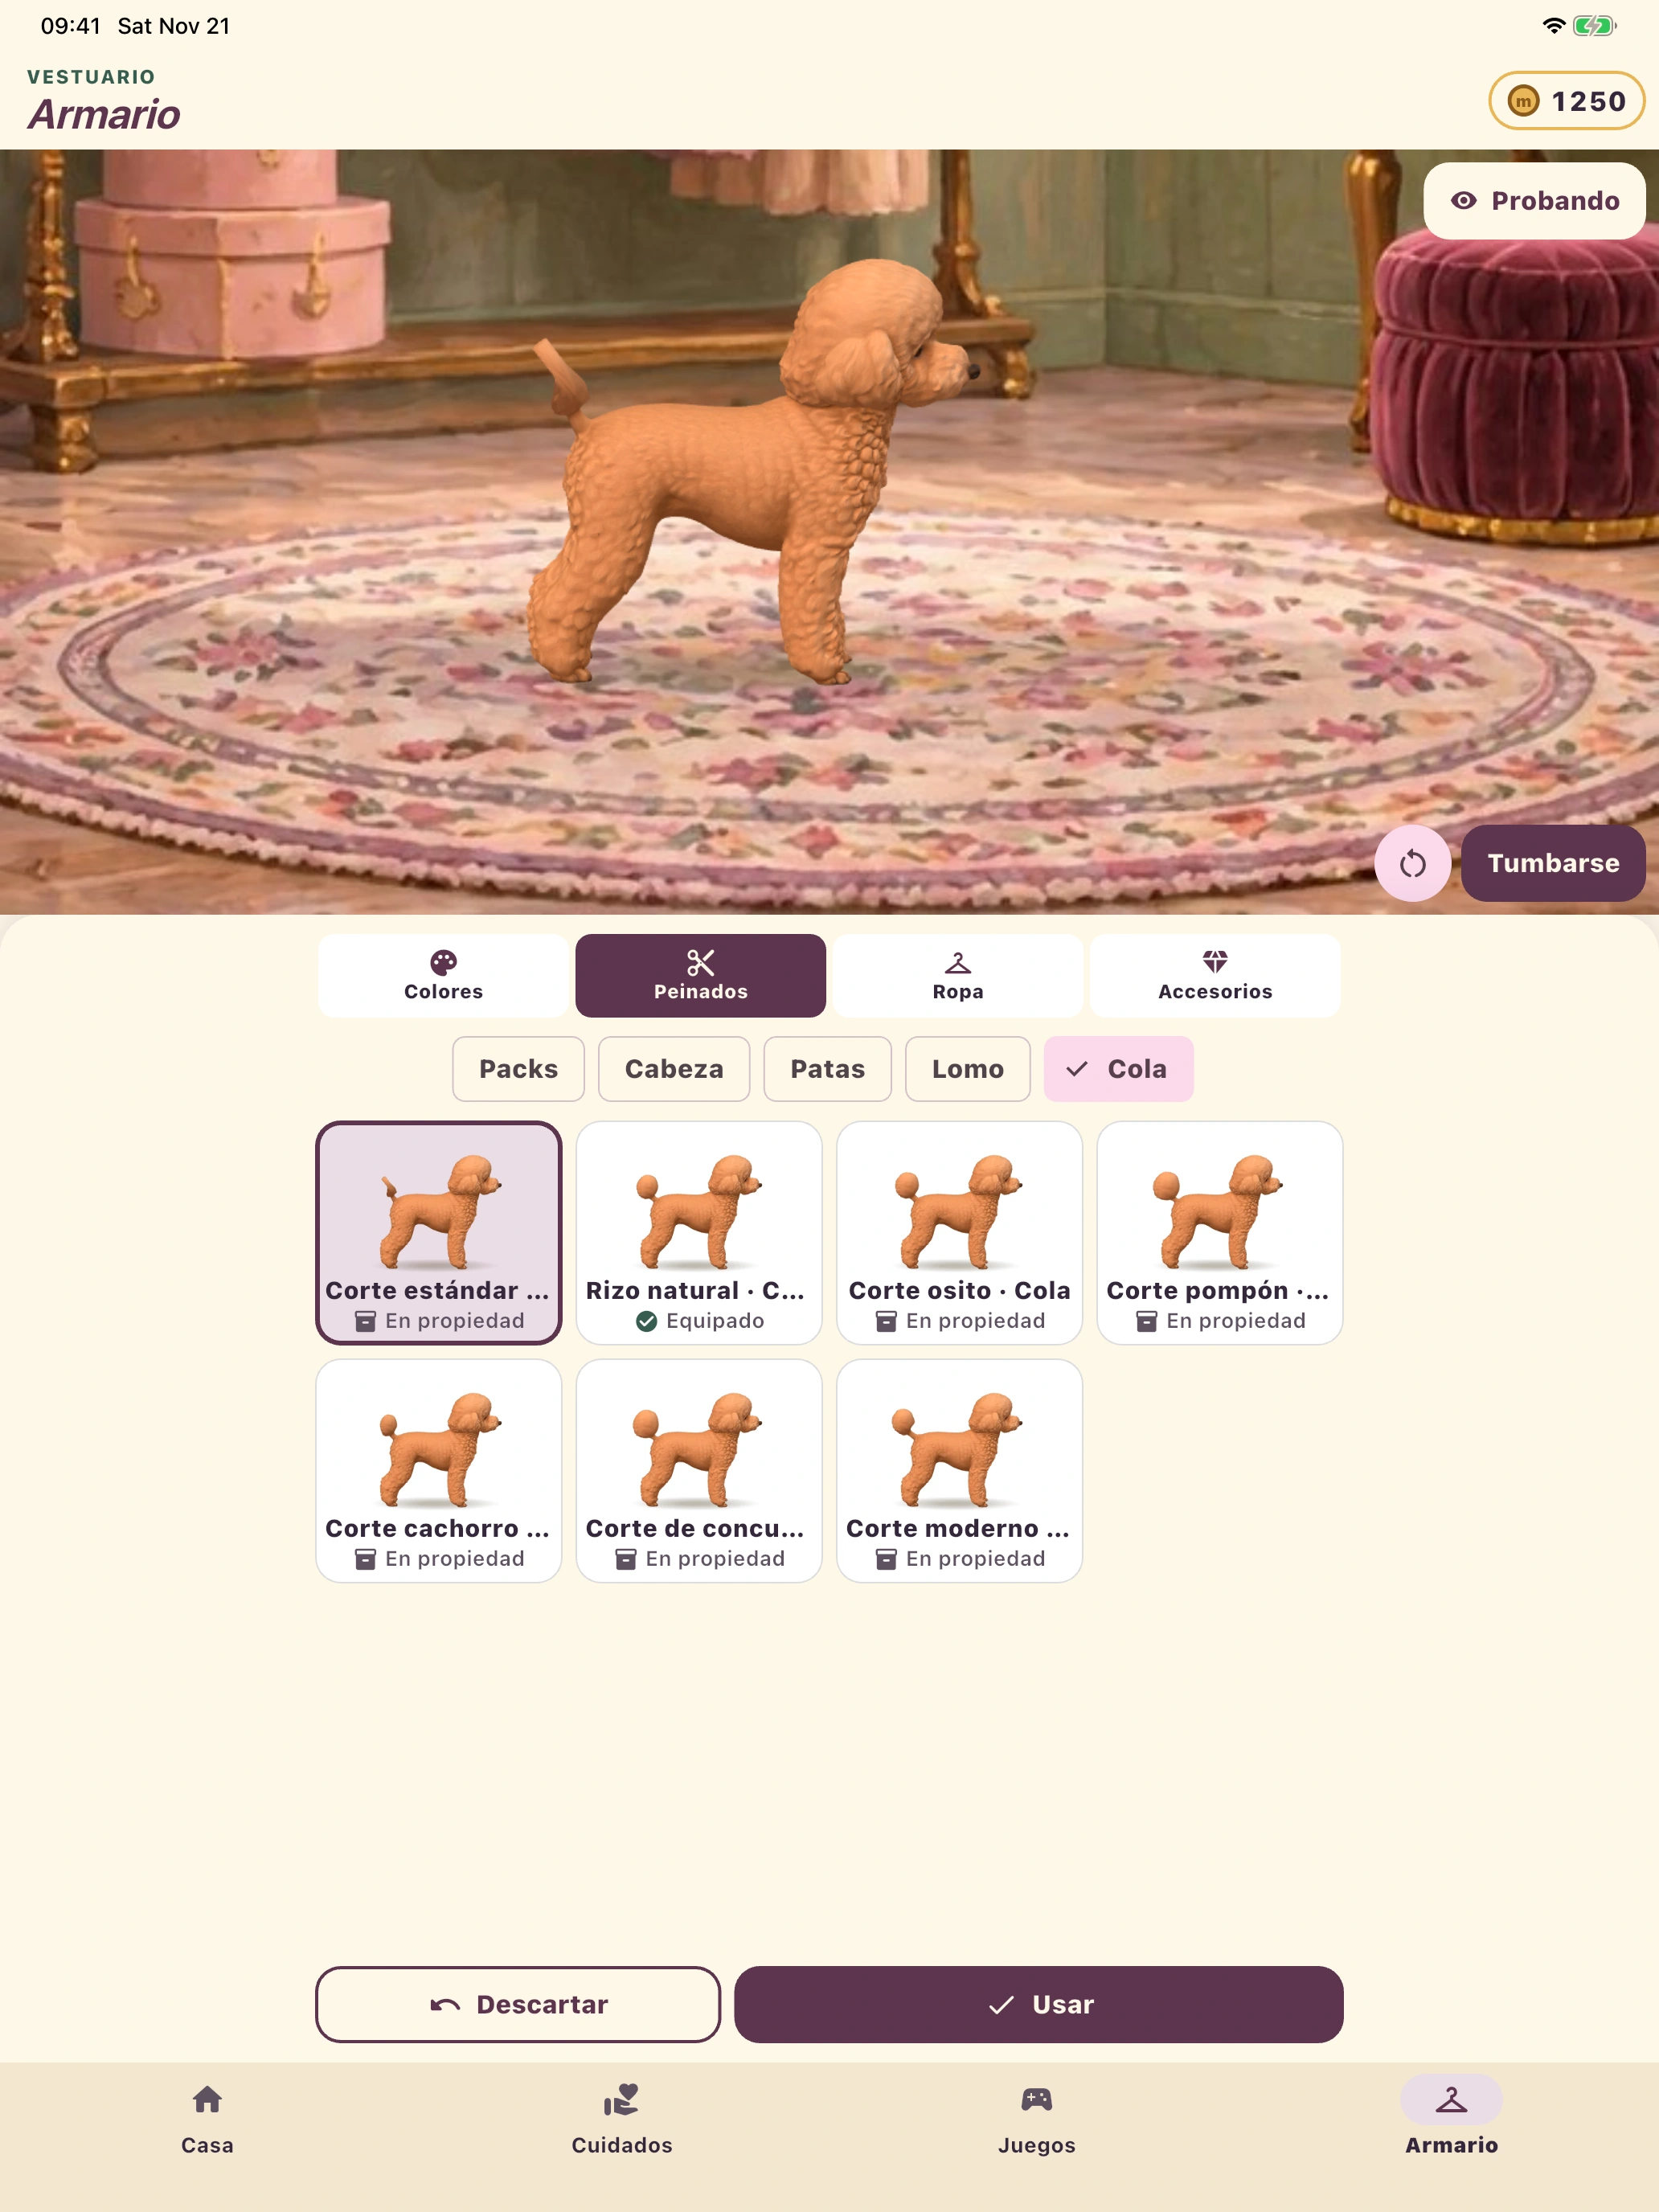 09:41 Sat Nov 21
VESTUARIO
Armario
m 1250
Probando
Tumbarse
Colores Peinados Ropa Accesorios
Packs Cabeza Patas Lomo Cola
Corte estándar ... Rizo natural · C... Corte osito · Cola Corte pompón ·...
En propiedad Equipado En propiedad En propiedad
Corte cachorro ... Corte de concu... Corte moderno ...
En propiedad En propiedad En propiedad
Descartar Usar
Casa Cuidados Juegos Armario